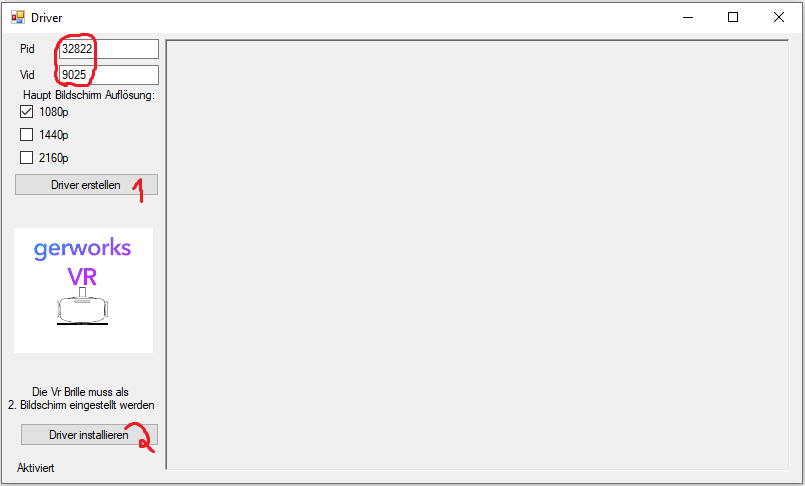 Driver
Pid 32822
Vid 9025
Haupt Bildschirm Auflösung:
1080p
1440p
2160p
Driver erstellen 1
gerworks
VR
Die Vr Brille muss als
2. Bildschirm eingestellt werden
Driver installieren 2
Aktiviert